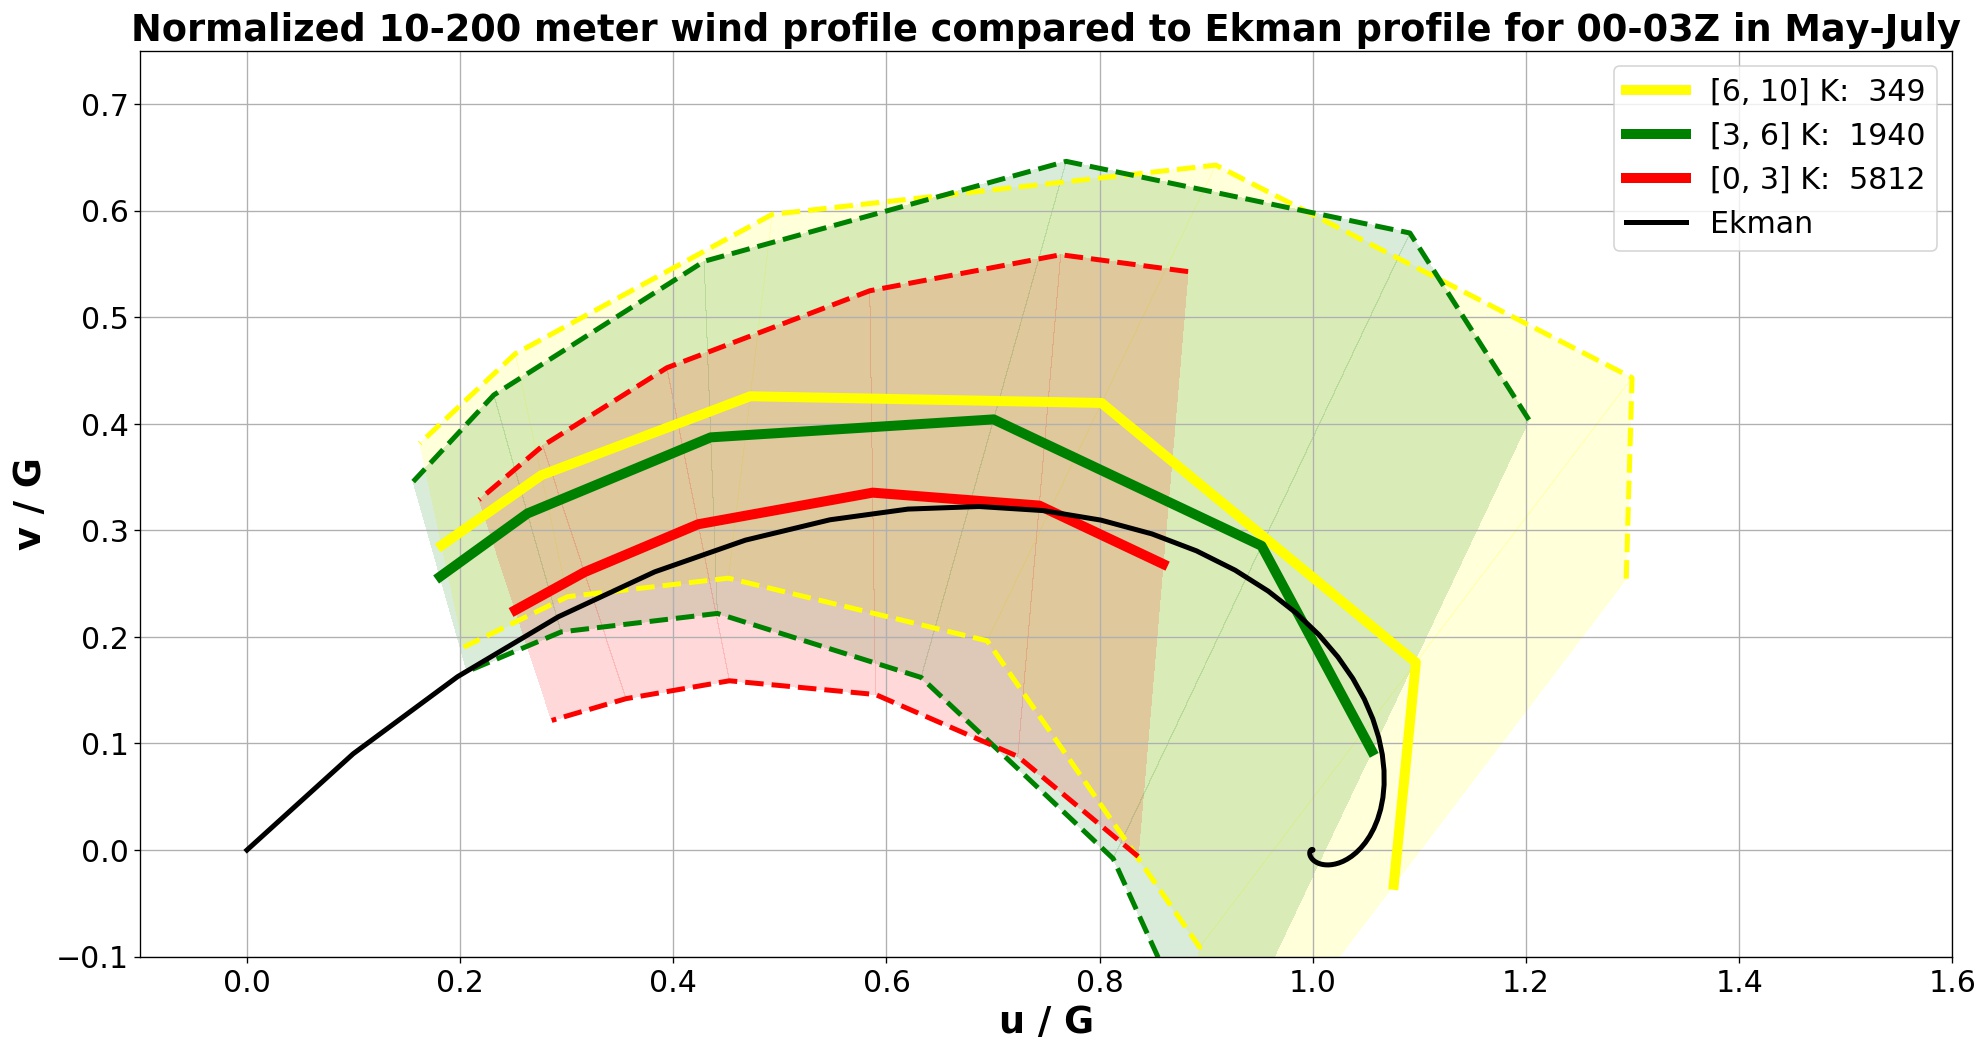 Normalized 10-200 meter wind profile compared to Ekman profile for 00-03Z in May-July
[6, 10] K:  349
[3, 6] K:  1940
[0, 3] K:  5812
Ekman
0.7
0.6
0.5
0.4
0.3
0.2
0.1
0.0
−0.1
v / G
0.0 0.2 0.4 0.6 0.8 1.0 1.2 1.4 1.6
u / G